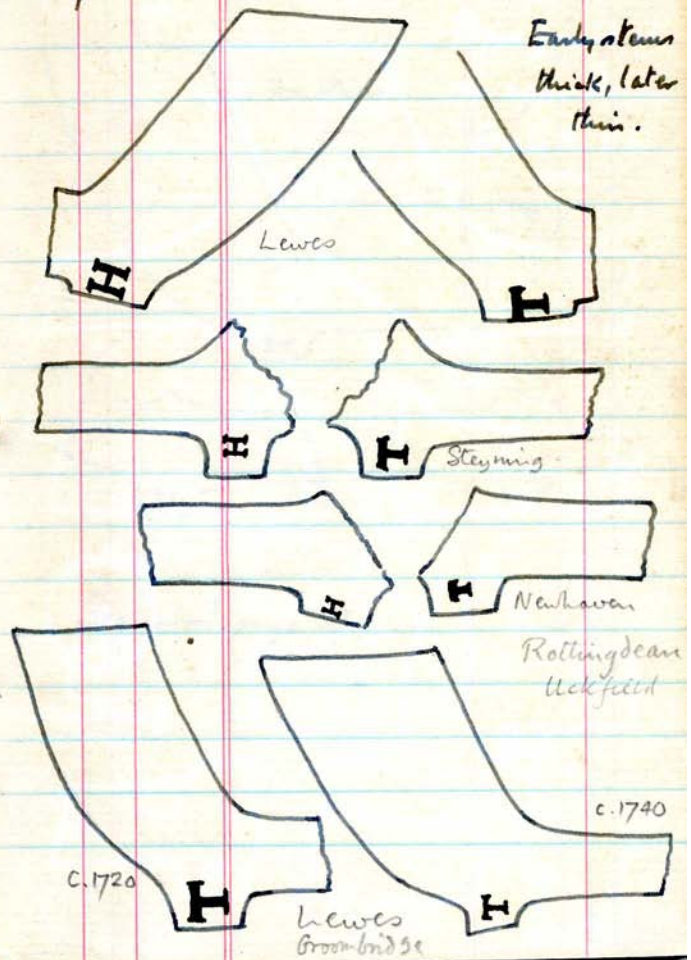 Early stems
thick, later
thin.
Lewes
H
T
H
T
Steyning
H
T
Newhaven
Rottingdean
Uckfield
c.1740
c.1720
T
T
Lewes
Groombridge